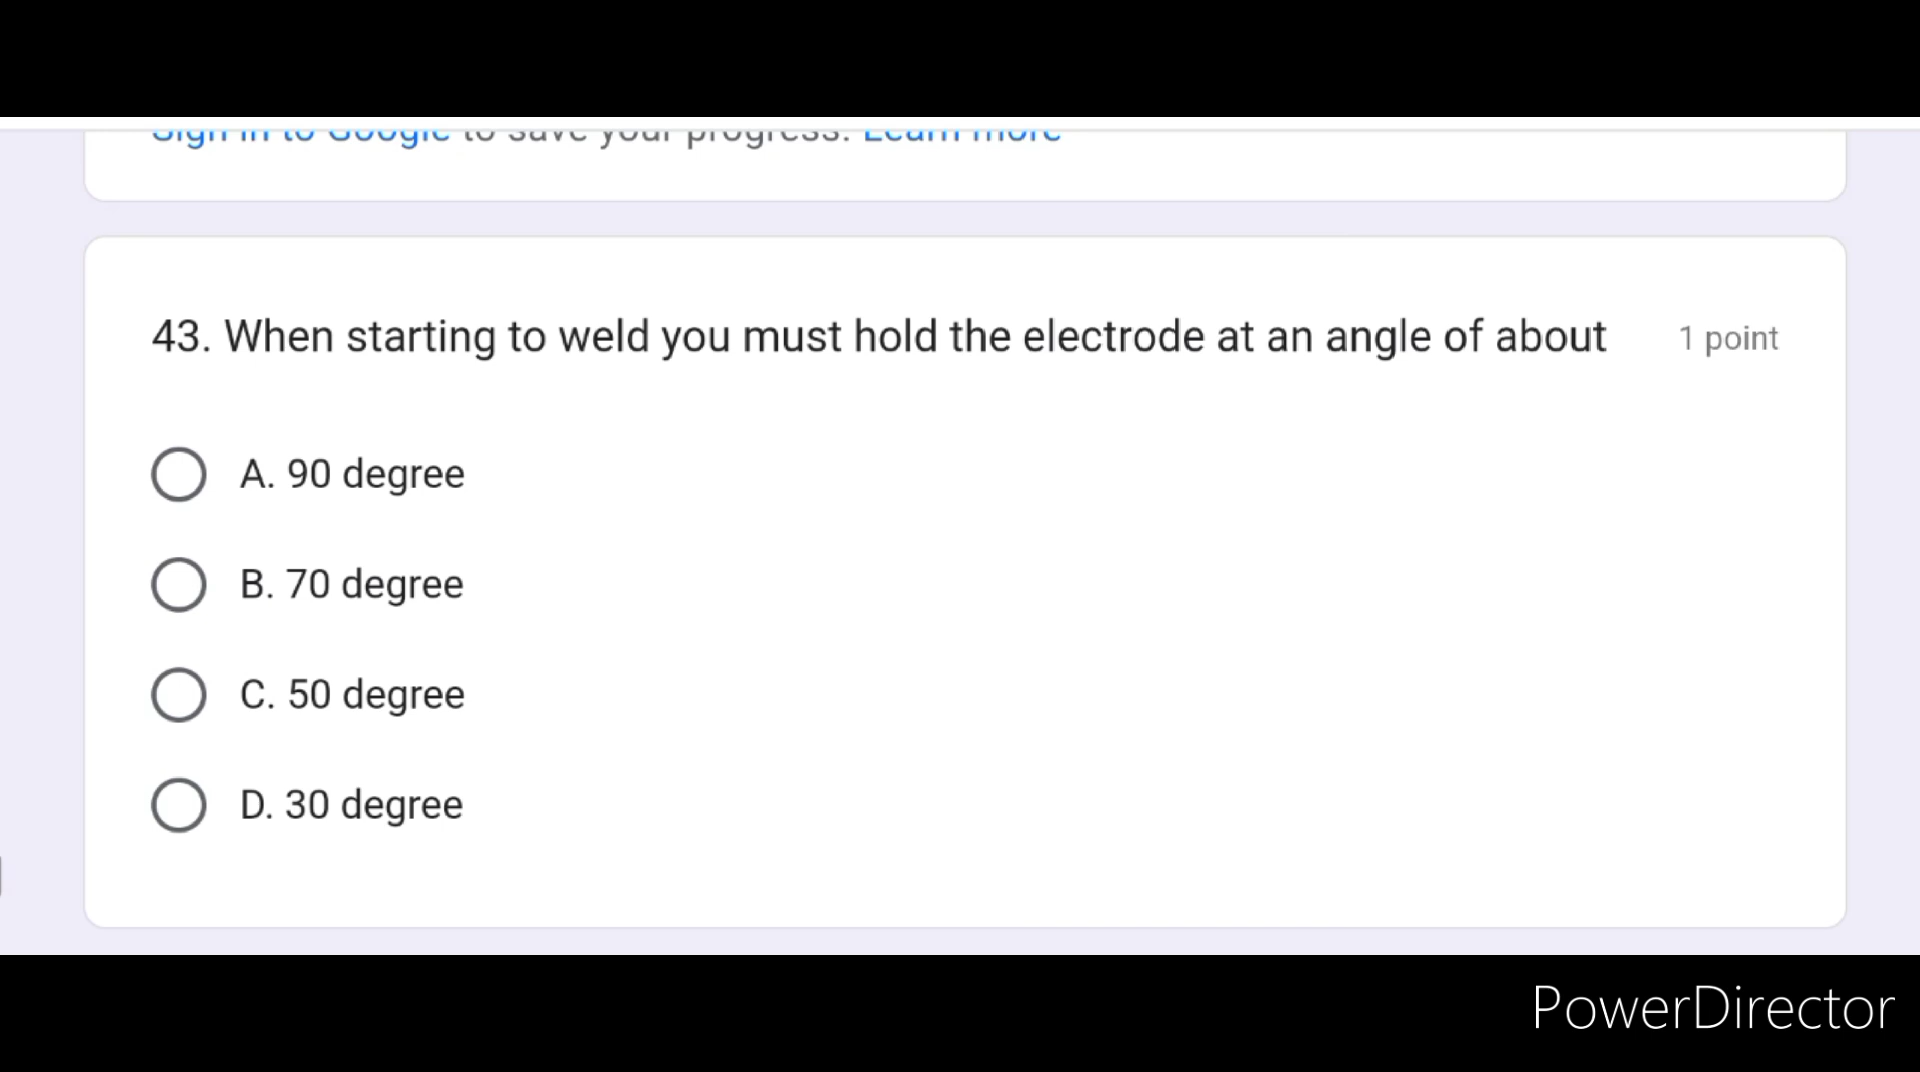 Sign in to Google to save your progress. Learn more
43. When starting to weld you must hold the electrode at an angle of about
1 point
A. 90 degree
B. 70 degree
C. 50 degree
D. 30 degree
PowerDirector